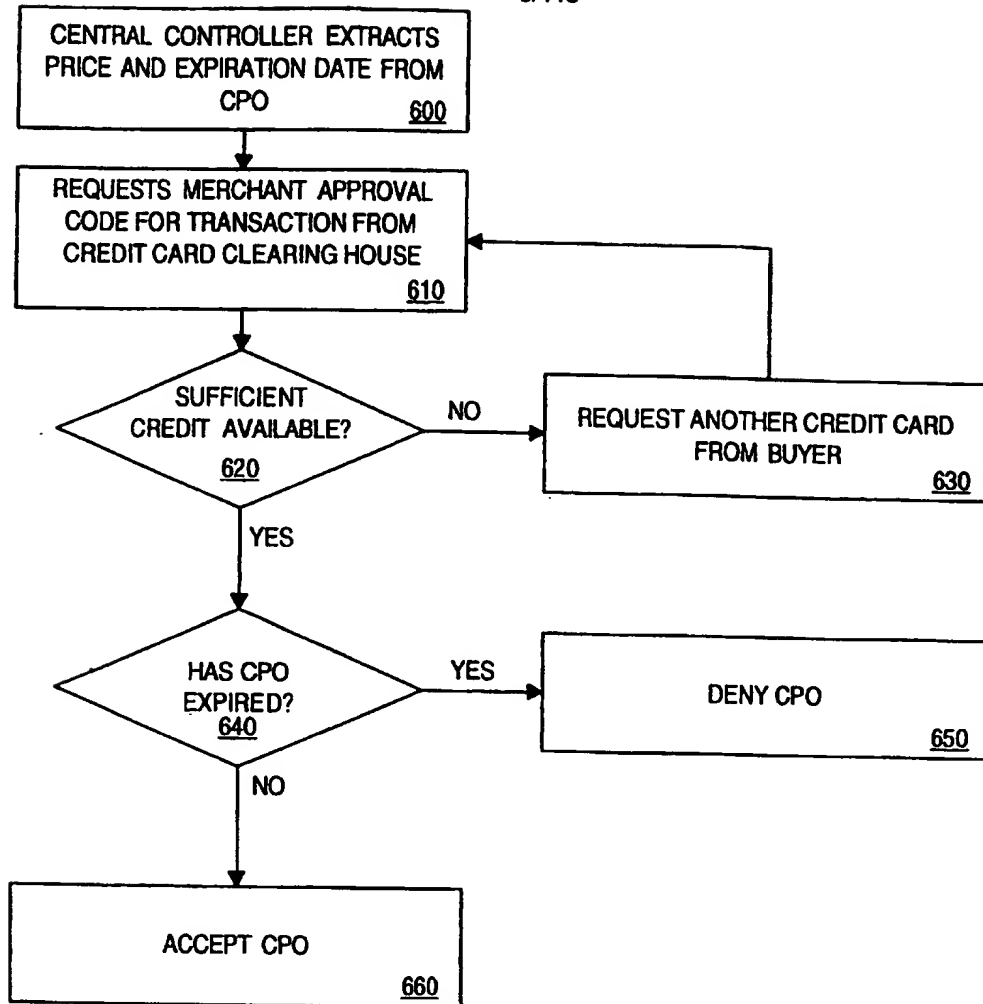 CENTRAL CONTROLLER EXTRACTS
PRICE AND EXPIRATION DATE FROM
CPO
600
REQUESTS MERCHANT APPROVAL
CODE FOR TRANSACTION FROM
CREDIT CARD CLEARING HOUSE
610
SUFFICIENT
CREDIT AVAILABLE?
620
NO
REQUEST ANOTHER CREDIT CARD
FROM BUYER
630
YES
HAS CPO
EXPIRED?
640
YES
DENY CPO
650
NO
ACCEPT CPO
660